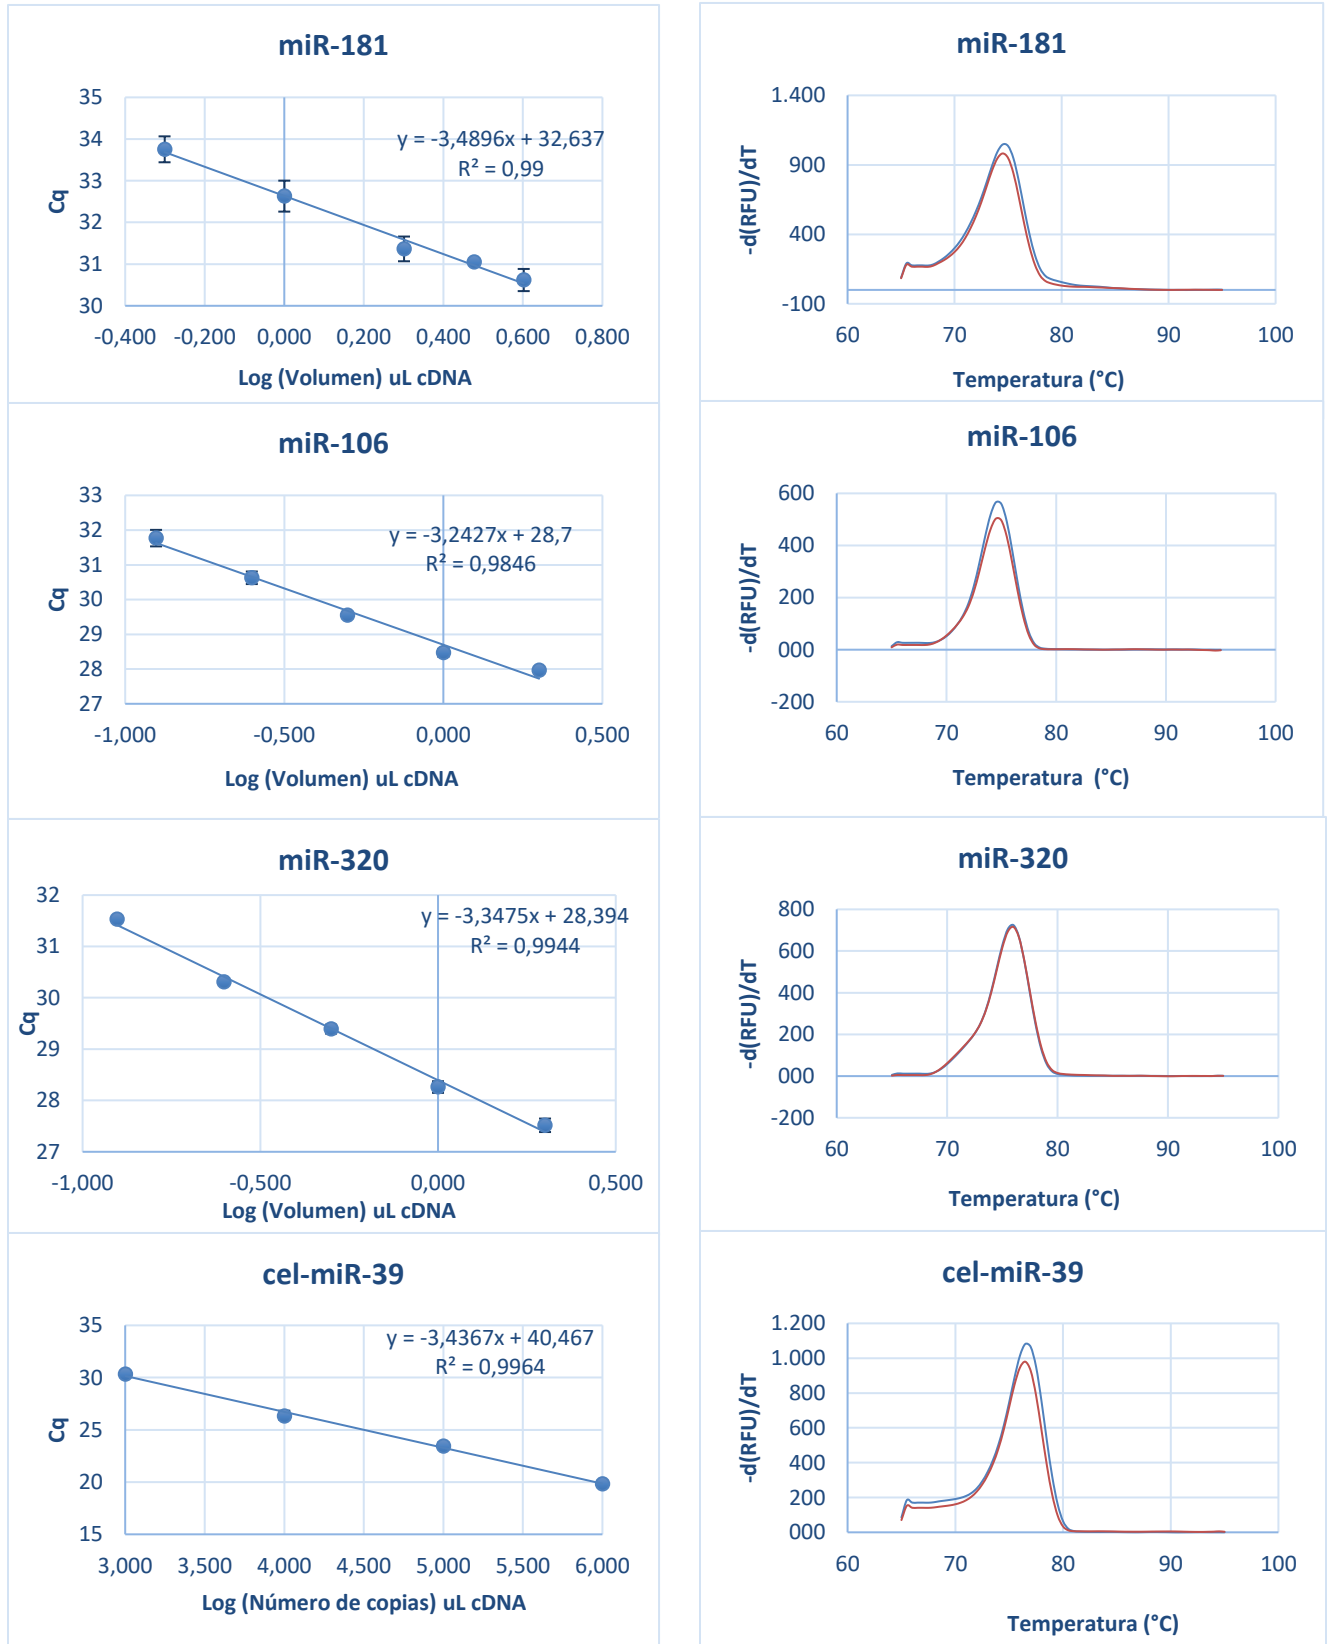 miR-181
35
34
33
32
31
30
Cq
y = -3,4896x + 32,637
R² = 0,99
-0,400 -0,200 0,000 0,200 0,400 0,600 0,800
Log (Volumen) uL cDNA
miR-181
1.400
900
400
-100
-d(RFU)/dT
60 70 80 90 100
Temperatura (°C)
miR-106
33
32
31
30
29
28
27
Cq
y = -3,2427x + 28,7
R² = 0,9846
-1,000 -0,500 0,000 0,500
Log (Volumen) uL cDNA
miR-106
600
400
200
000
-200
-d(RFU)/dT
60 70 80 90 100
Temperatura (°C)
miR-320
32
31
30
29
28
27
Cq
y = -3,3475x + 28,394
R² = 0,9944
-1,000 -0,500 0,000 0,500
Log (Volumen) uL cDNA
miR-320
800
600
400
200
000
-200
-d(RFU)/dT
60 70 80 90 100
Temperatura (°C)
cel-miR-39
35
30
25
20
15
Cq
y = -3,4367x + 40,467
R² = 0,9964
3,000 3,500 4,000 4,500 5,000 5,500 6,000
Log (Número de copias) uL cDNA
cel-miR-39
1.200
1.000
800
600
400
200
000
-d(RFU)/dT
60 70 80 90 100
Temperatura (°C)